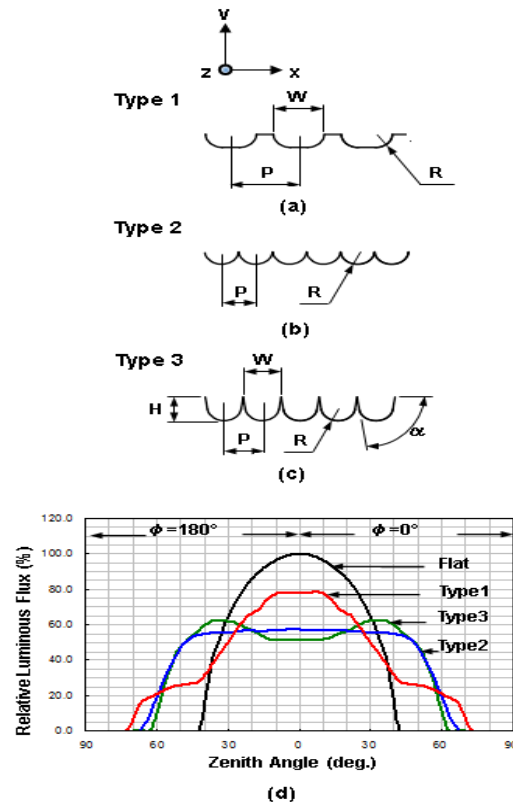 V
Z
X
Type 1
W
P
R
(a)
Type 2
P
R
(b)
Type 3
W
H
P
R
α
(c)
120.0
100.0
80.0
60.0
40.0
20.0
0.0
ϕ=180°
ϕ=0°
Flat
Type1
Type3
Type2
Relative Luminous Flux (%)
90
60
30
0
30
60
90
Zenith Angle (deg.)
(d)